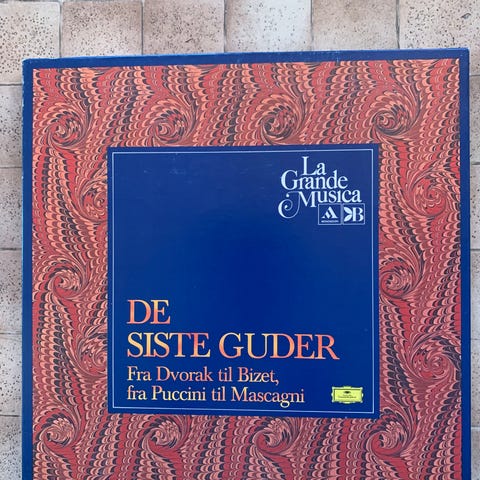 La
Grande
Musica
DE
SISTE GUDER
Fra Dvorak til Bizet,
fra Puccini til Mascagni